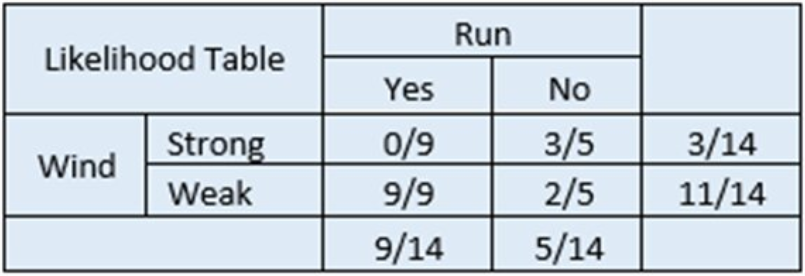 Likelihood Table
Run
Yes No
Wind
Strong 0/9 3/5 3/14
Weak 9/9 2/5 11/14
9/14 5/14